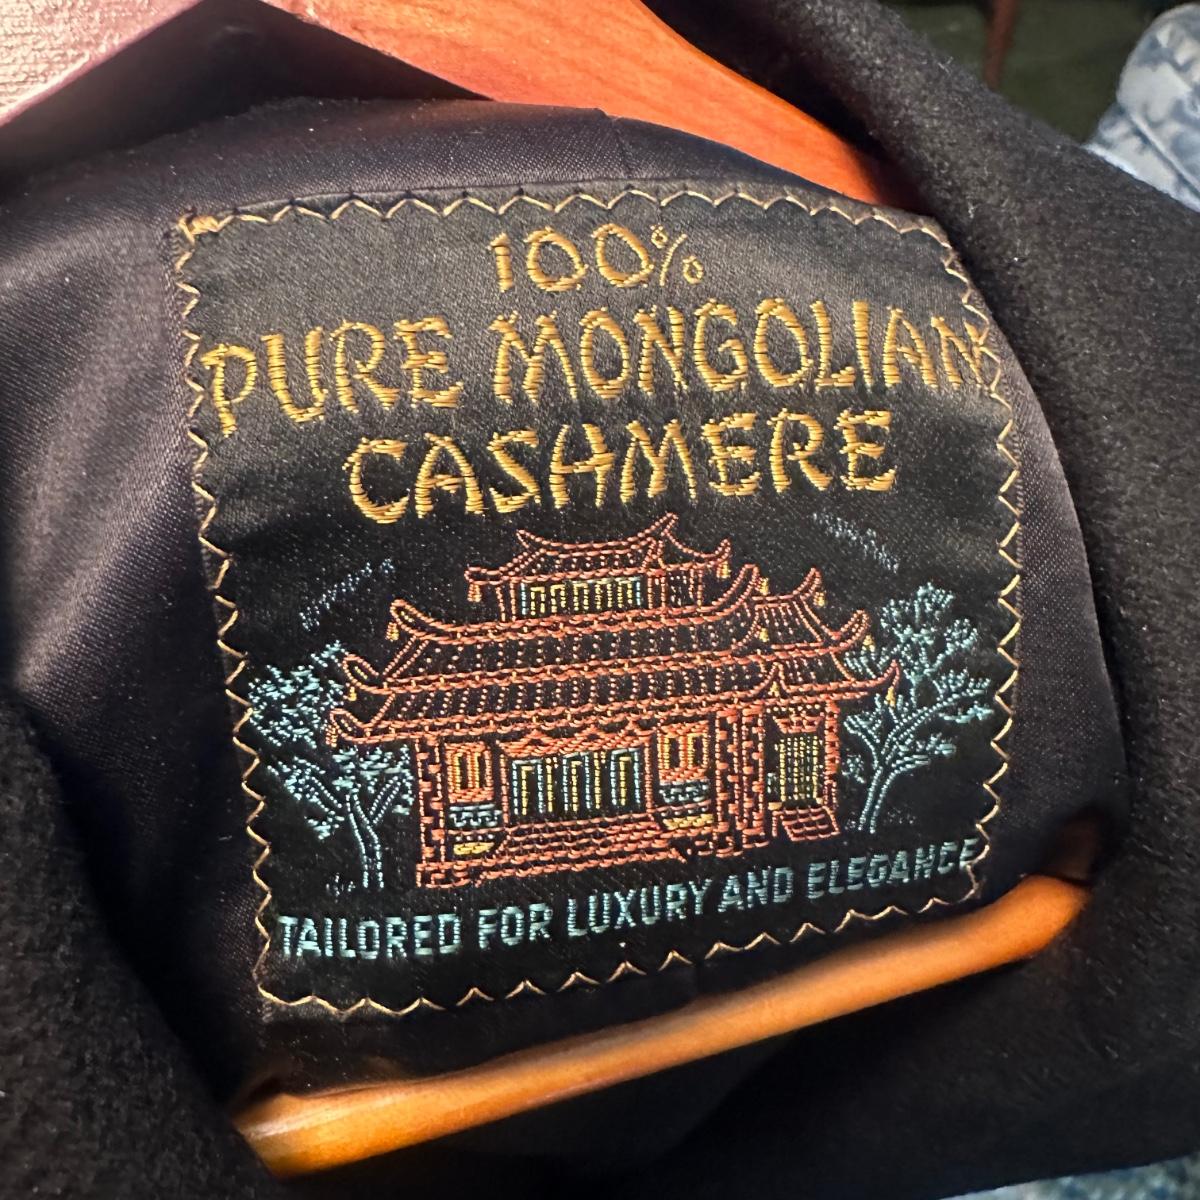 100%
PURE MONGOLIAN
CASHMERE
TAILORED FOR LUXURY AND ELEGANCE